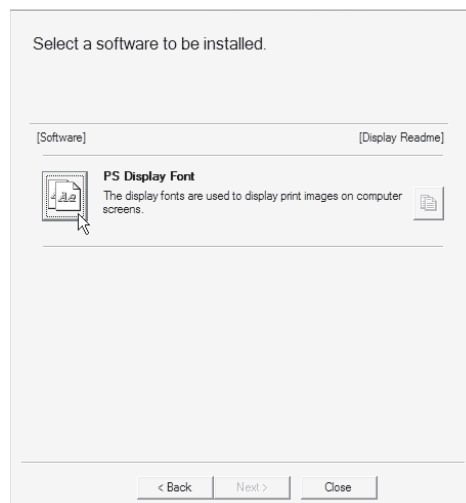 Select a software to be installed.
[Software] [Display Readme]
PS Display Font
The display fonts are used to display print images on computer
screens.
Aa
< Back Next > Close